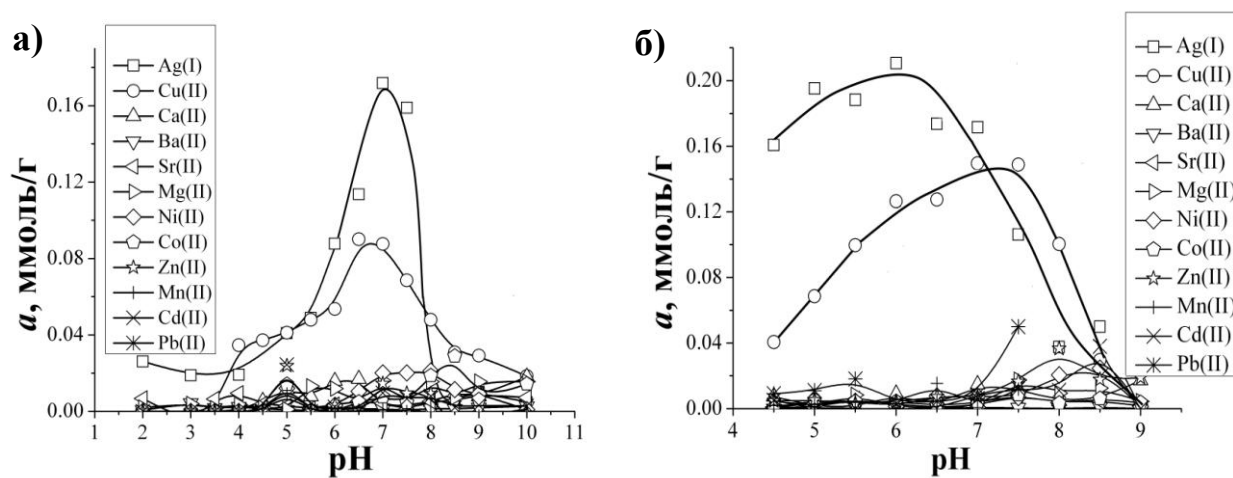 а)
Ag(I)
Cu(II)
Ca(II)
Ba(II)
Sr(II)
Mg(II)
Ni(II)
Co(II)
Zn(II)
Mn(II)
Cd(II)
Pb(II)
a, ммоль/г
0.16
0.12
0.08
0.04
0.00
1 2 3 4 5 6 7 8 9 10 11
pH
б)
Ag(I)
Cu(II)
Ca(II)
Ba(II)
Sr(II)
Mg(II)
Ni(II)
Co(II)
Zn(II)
Mn(II)
Cd(II)
Pb(II)
a, ммоль/г
0.20
0.16
0.12
0.08
0.04
0.00
4 5 6 7 8 9
pH